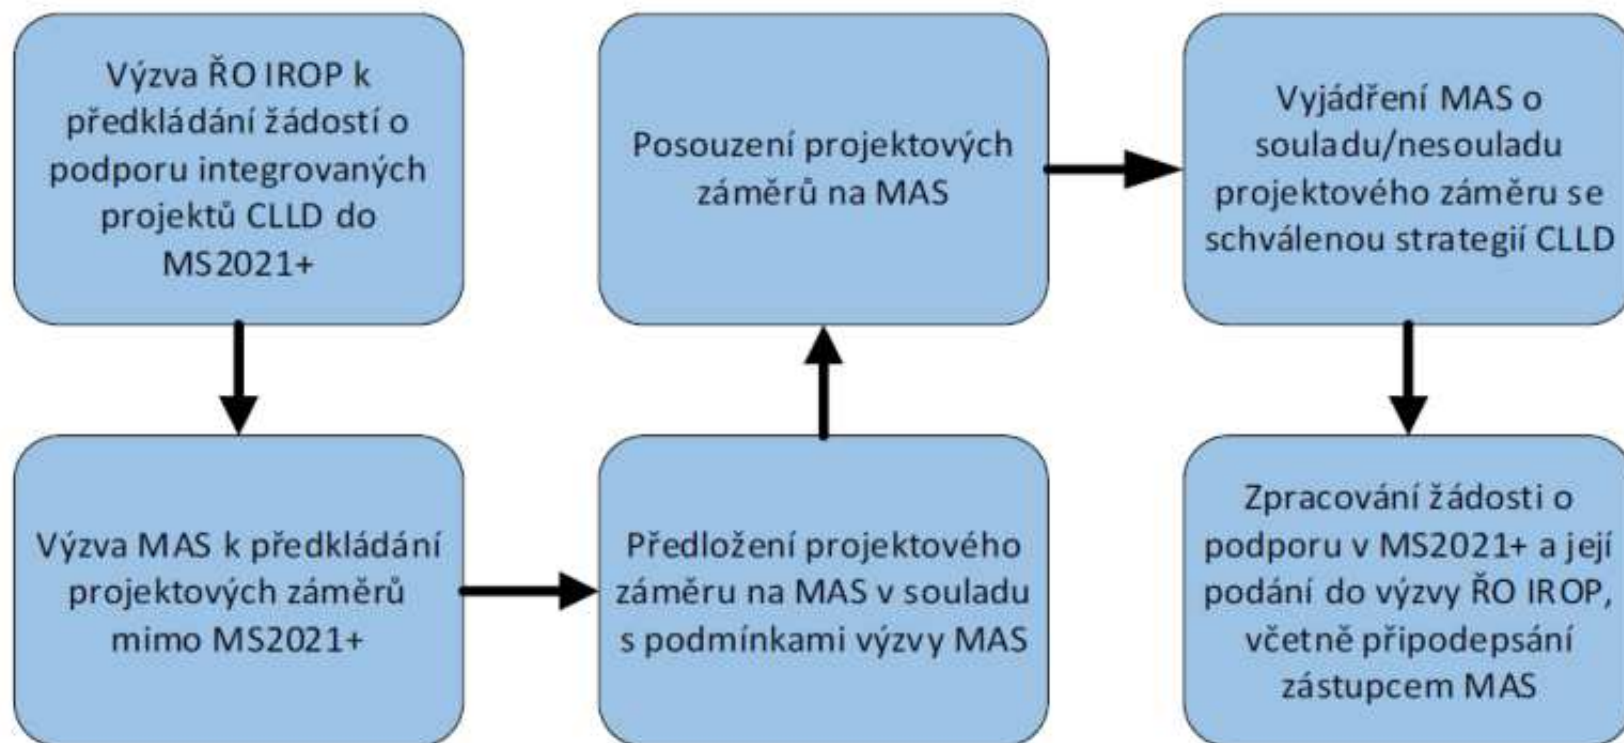 Výzva ŘO IROP k
předkládání žádostí o
podporu integrovaných
projektů CLLD do
MS2021+
Výzva MAS k předkládání
projektových záměrů
mimo MS2021+
Předložení projektového
záměru na MAS v souladu
s podmínkami výzvy MAS
Posouzení projektových
záměrů na MAS
Vyjádření MAS o
souladu/nesouladu
projektového záměru se
schválenou strategií CLLD
Zpracování žádosti o
podporu v MS2021+ a její
podání do výzvy ŘO IROP,
včetně připodepsání
zástupcem MAS